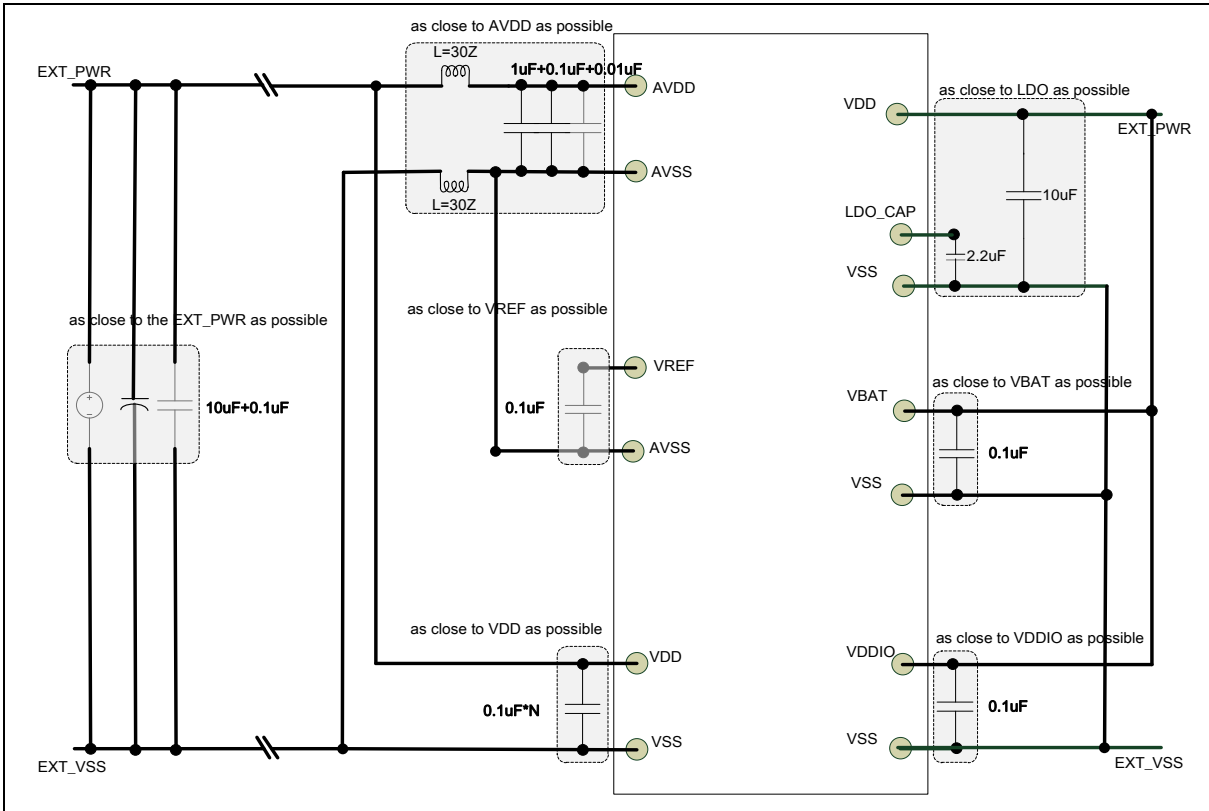 as close to AVDD as possible
L=30Z
EXT_PWR
1uF+0.1uF+0.01uF
AVDD
AVSS
L=30Z
as close to VREF as possible
VREF
0.1uF
AVSS
as close to the EXT_PWR as possible
+
−
10uF+0.1uF
as close to VDD as possible
VDD
0.1uF*N
VSS
EXT_VSS
as close to LDO as possible
VDD
EXT_PWR
10uF
LDO_CAP
2.2uF
VSS
as close to VBAT as possible
VBAT
0.1uF
VSS
as close to VDDIO as possible
VDDIO
0.1uF
VSS
EXT_VSS